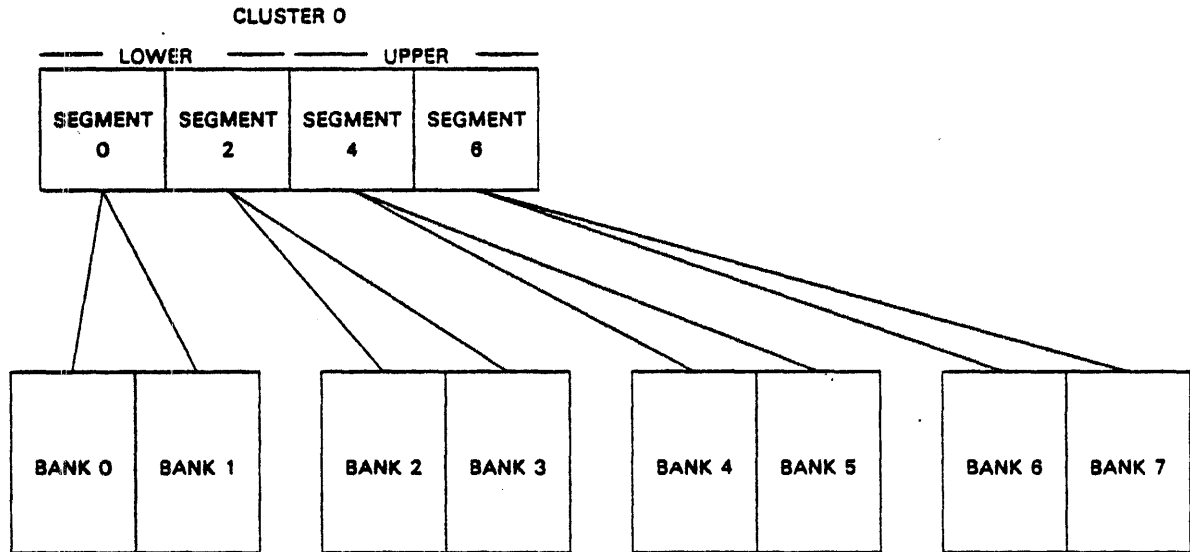 CLUSTER 0
LOWER UPPER
SEGMENT 0 SEGMENT 2 SEGMENT 4 SEGMENT 6
BANK 0 BANK 1 BANK 2 BANK 3 BANK 4 BANK 5 BANK 6 BANK 7